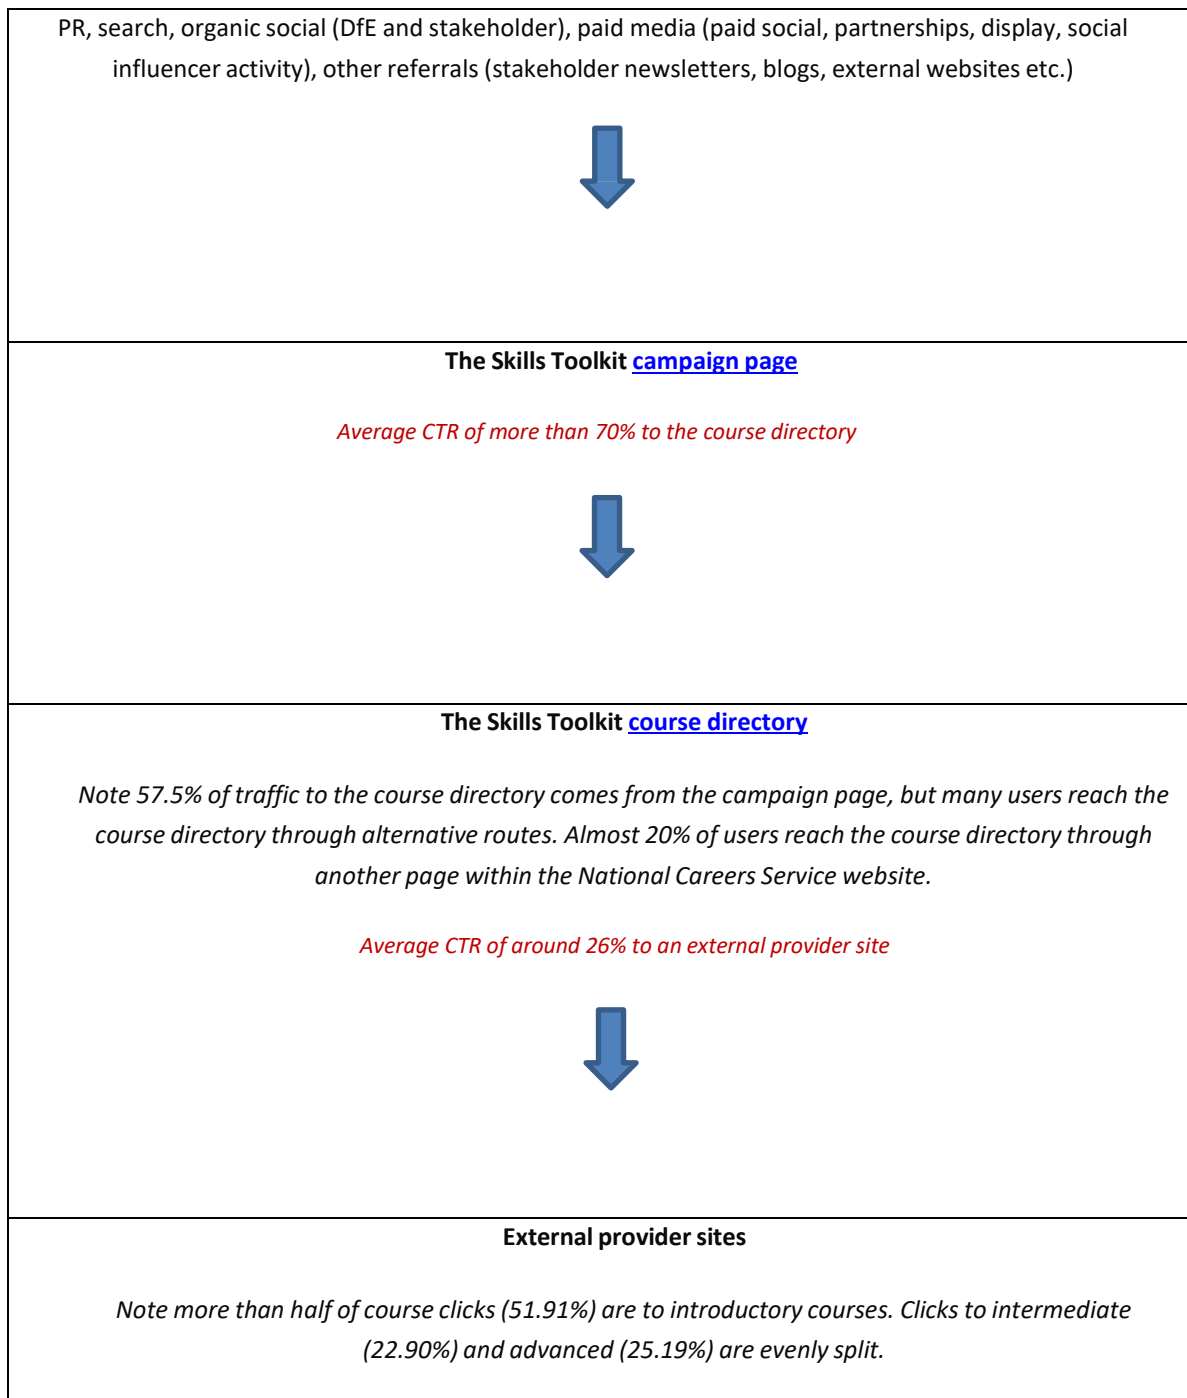 PR, search, organic social (DfE and stakeholder), paid media (paid social, partnerships, display, social
influencer activity), other referrals (stakeholder newsletters, blogs, external websites etc.)
The Skills Toolkit campaign page
Average CTR of more than 70% to the course directory
The Skills Toolkit course directory
Note 57.5% of traffic to the course directory comes from the campaign page, but many users reach the
course directory through alternative routes. Almost 20% of users reach the course directory through
another page within the National Careers Service website.
Average CTR of around 26% to an external provider site
External provider sites
Note more than half of course clicks (51.91%) are to introductory courses. Clicks to intermediate
(22.90%) and advanced (25.19%) are evenly split.